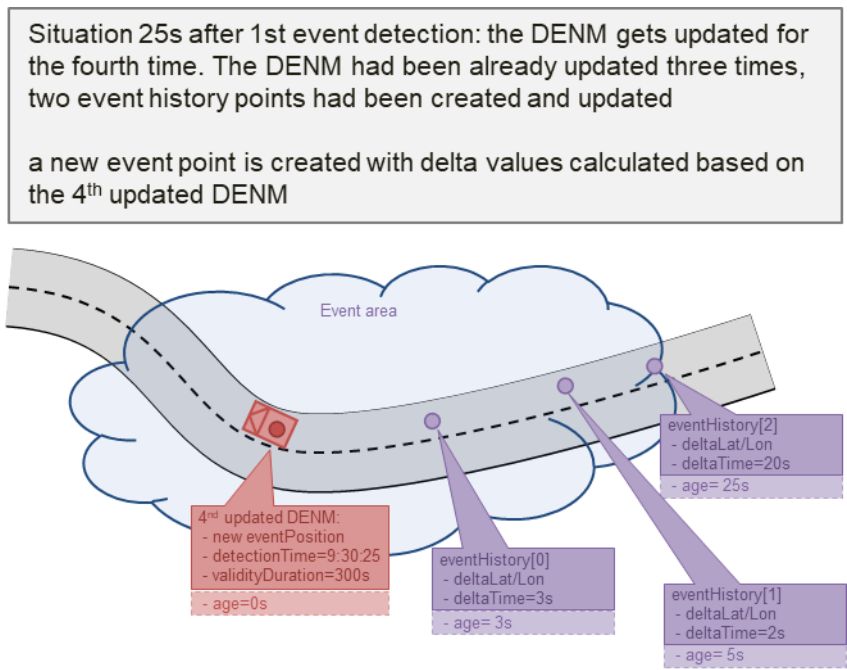 Situation 25s after 1st event detection: the DENM gets updated for
the fourth time. The DENM had been already updated three times,
two event history points had been created and updated
a new event point is created with delta values calculated based on
the 4th updated DENM
Event area
eventHistory[2]
- deltaLat/Lon
- deltaTime=20s
- age= 25s
4nd updated DENM:
- new eventPosition
- detectionTime=9:30:25
- validityDuration=300s
- age=0s
eventHistory[0]
- deltaLat/Lon
- deltaTime=3s
- age= 3s
eventHistory[1]
- deltaLat/Lon
- deltaTime=2s
- age= 5s